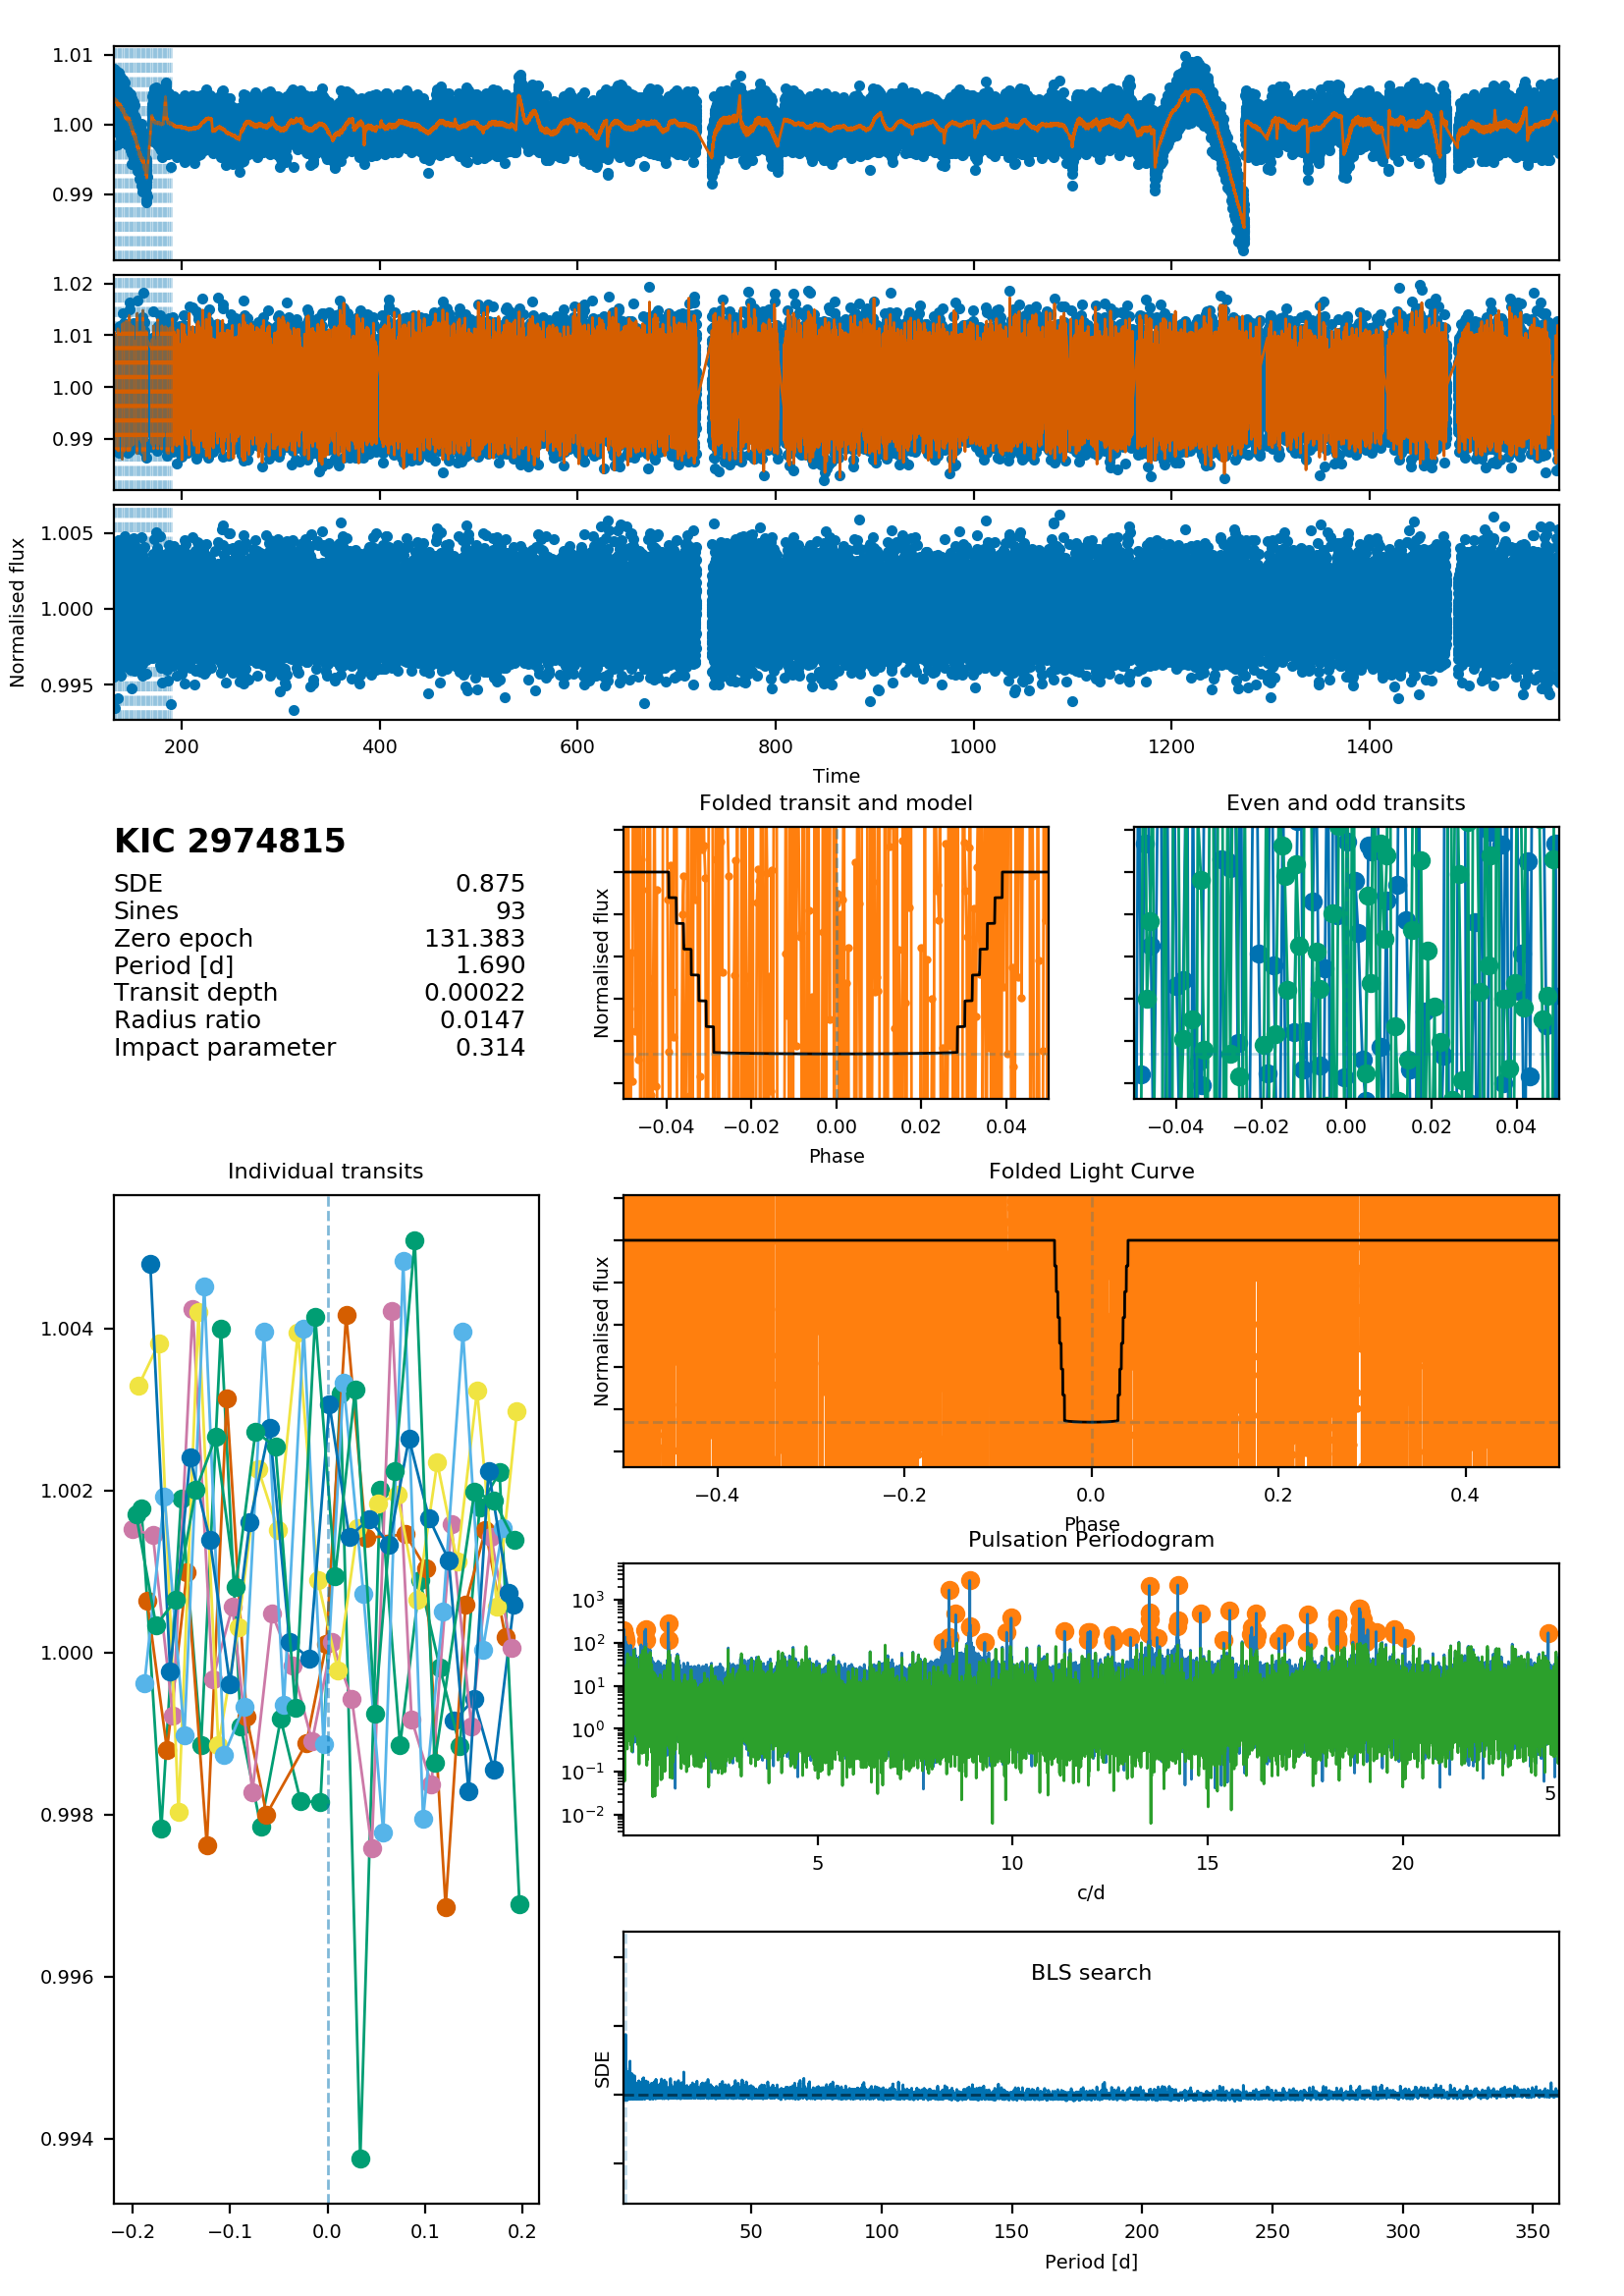 1.01
1.00
0.99
1.02
1.01
1.00
0.99
1.005
1.000
0.995
Normalised flux
200 400 600 800 1000 1200 1400
Time
KIC 2974815
SDE 0.875
Sines 93
Zero epoch 131.383
Period [d] 1.690
Transit depth 0.00022
Radius ratio 0.0147
Impact parameter 0.314
Folded transit and model
Normalised flux
−0.04 −0.02 0.00 0.02 0.04
Phase
Even and odd transits
−0.04 −0.02 0.00 0.02 0.04
Individual transits
1.004
1.002
1.000
0.998
0.996
0.994
−0.2 −0.1 0.0 0.1 0.2
Folded Light Curve
Normalised flux
−0.4 −0.2 0.0 0.2 0.4
Phase
Pulsation Periodogram
10³
10²
10¹
10⁰
10⁻¹
10⁻²
5
5 10 15 20
c/d
BLS search
SDE
50 100 150 200 250 300 350
Period [d]